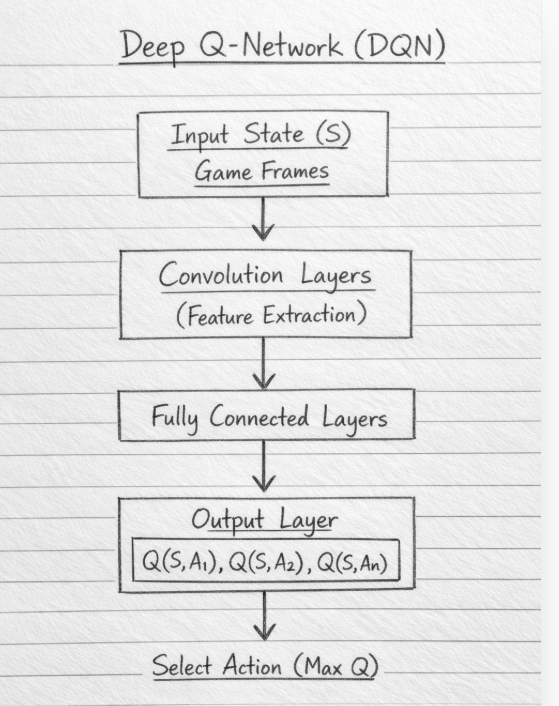 Deep Q-Network (DQN)
Input State (S)
Game Frames
Convolution Layers
(Feature Extraction)
Fully Connected Layers
Output Layer
Q(S,A₁), Q(S,A₂), Q(S,An)
Select Action (Max Q)